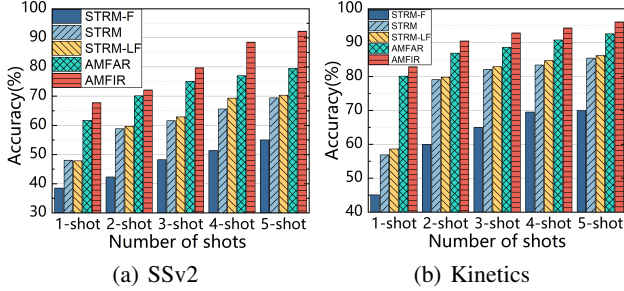 100
90
80
70
60
50
40
30
Accuracy(%)
STRM-F
STRM
STRM-LF
AMFAR
AMFIR
1-shot 2-shot 3-shot 4-shot 5-shot
Number of shots
(a) SSv2
100
90
80
70
60
50
40
Accuracy(%)
STRM-F
STRM
STRM-LF
AMFAR
AMFIR
1-shot 2-shot 3-shot 4-shot 5-shot
Number of shots
(b) Kinetics